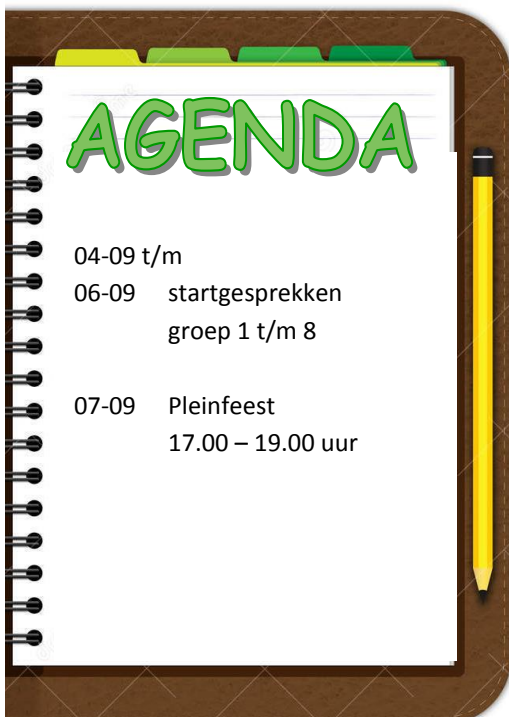 AGENDA
04-09 t/m
06-09 startgesprekken
groep 1 t/m 8
07-09 Pleinfeest
17.00 – 19.00 uur